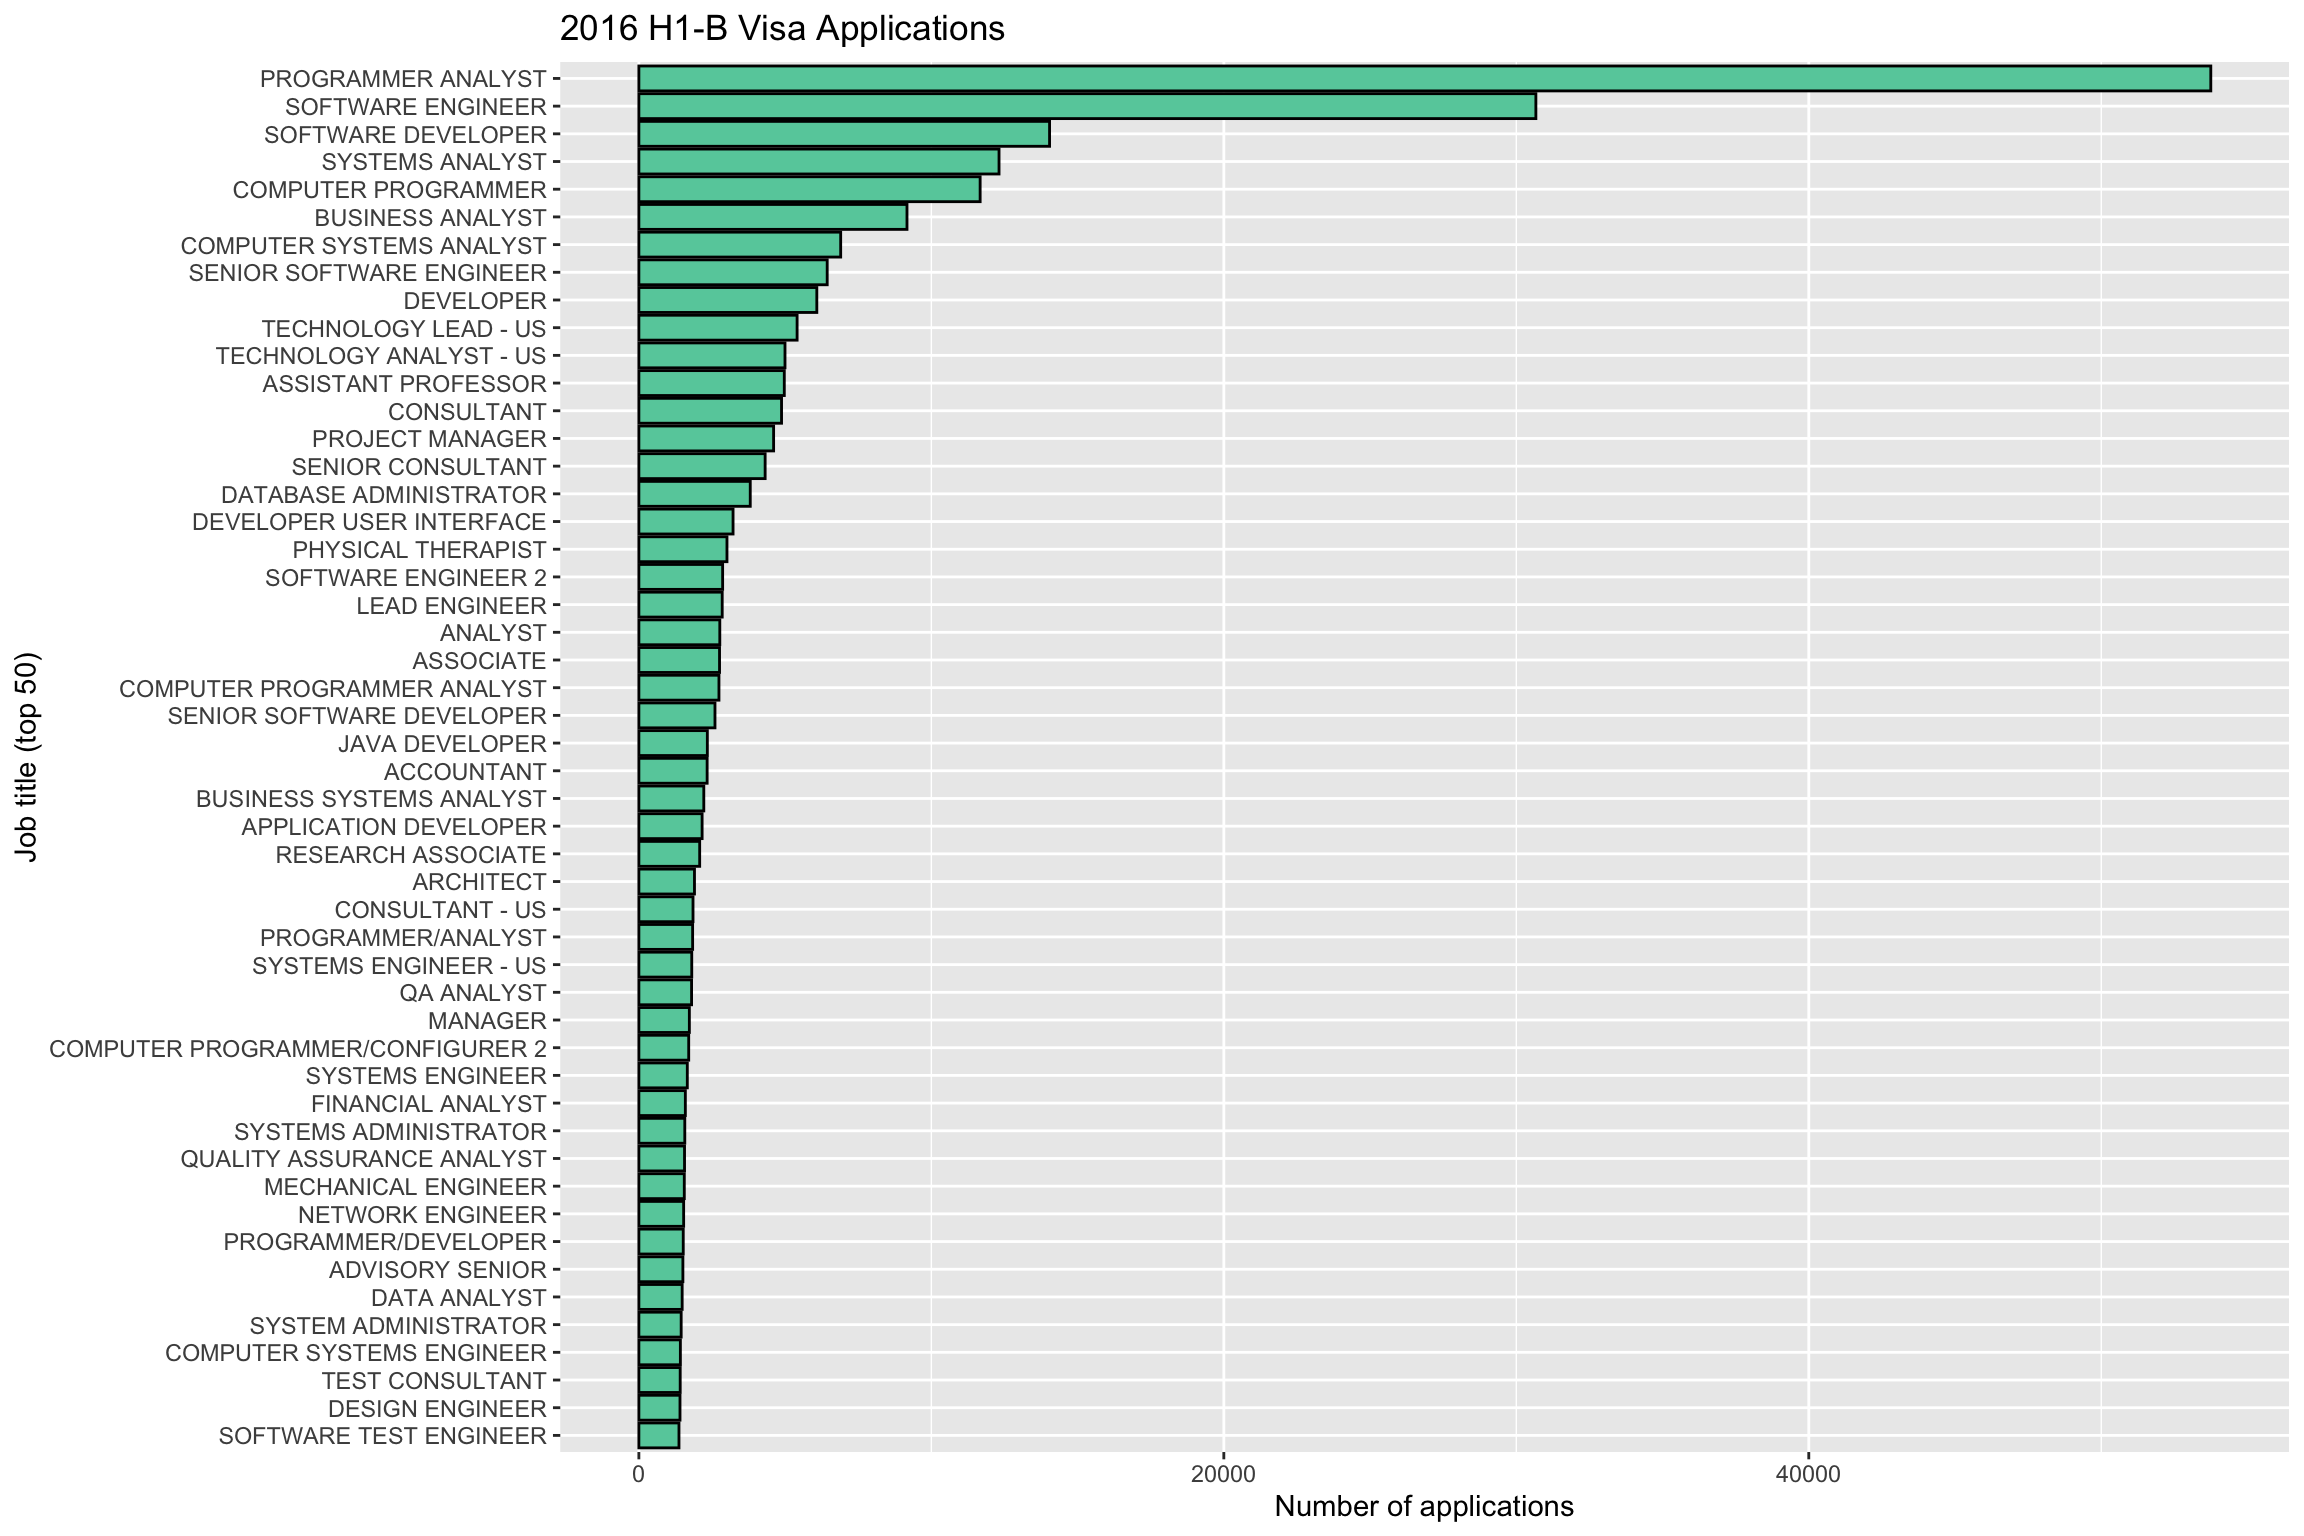 2016 H1-B Visa Applications
PROGRAMMER ANALYST
SOFTWARE ENGINEER
SOFTWARE DEVELOPER
SYSTEMS ANALYST
COMPUTER PROGRAMMER
BUSINESS ANALYST
COMPUTER SYSTEMS ANALYST
SENIOR SOFTWARE ENGINEER
DEVELOPER
TECHNOLOGY LEAD - US
TECHNOLOGY ANALYST - US
ASSISTANT PROFESSOR
CONSULTANT
PROJECT MANAGER
SENIOR CONSULTANT
DATABASE ADMINISTRATOR
DEVELOPER USER INTERFACE
PHYSICAL THERAPIST
SOFTWARE ENGINEER 2
LEAD ENGINEER
ANALYST
ASSOCIATE
COMPUTER PROGRAMMER ANALYST
SENIOR SOFTWARE DEVELOPER
JAVA DEVELOPER
ACCOUNTANT
BUSINESS SYSTEMS ANALYST
APPLICATION DEVELOPER
RESEARCH ASSOCIATE
ARCHITECT
CONSULTANT - US
PROGRAMMER/ANALYST
SYSTEMS ENGINEER - US
QA ANALYST
MANAGER
COMPUTER PROGRAMMER/CONFIGURER 2
SYSTEMS ENGINEER
FINANCIAL ANALYST
SYSTEMS ADMINISTRATOR
QUALITY ASSURANCE ANALYST
MECHANICAL ENGINEER
NETWORK ENGINEER
PROGRAMMER/DEVELOPER
ADVISORY SENIOR
DATA ANALYST
SYSTEM ADMINISTRATOR
COMPUTER SYSTEMS ENGINEER
TEST CONSULTANT
DESIGN ENGINEER
SOFTWARE TEST ENGINEER
Job title (top 50)
0 20000 40000
Number of applications